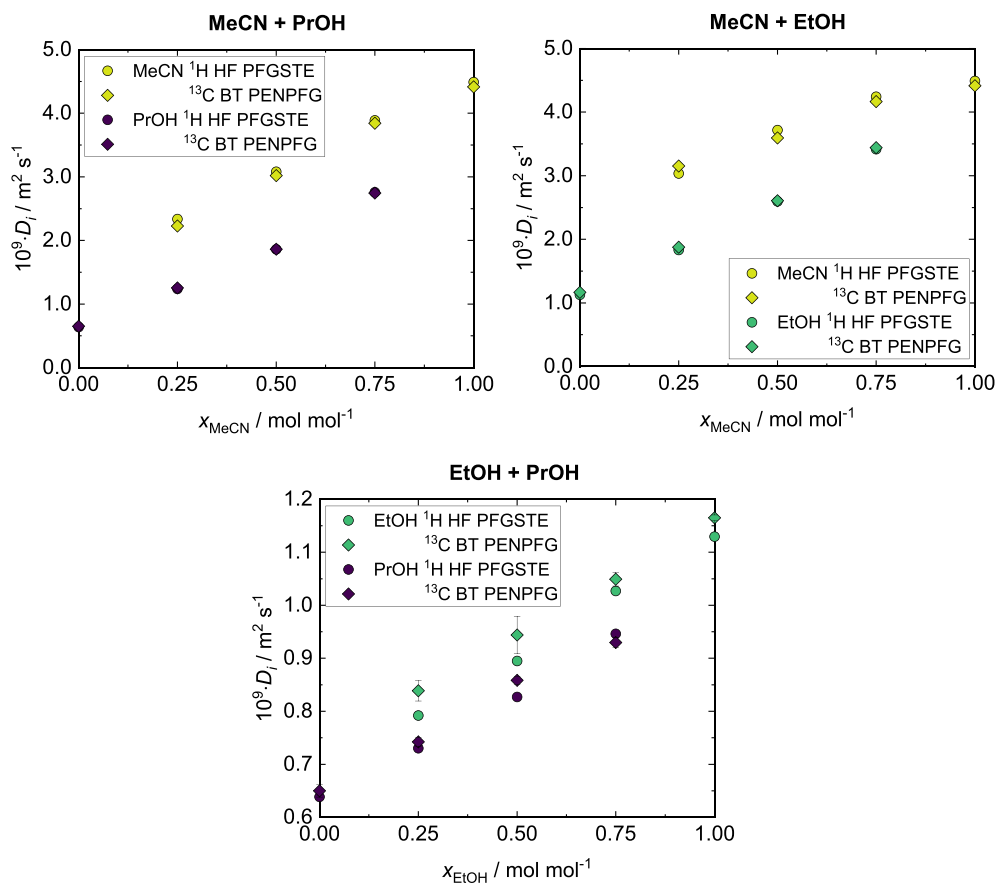 MeCN + PrOH
5.0
4.0
3.0
2.0
1.0
0.0
10⁹·Dᵢ / m² s⁻¹
MeCN ¹H HF PFGSTE
¹³C BT PENPFG
PrOH ¹H HF PFGSTE
¹³C BT PENPFG
0.00 0.25 0.50 0.75 1.00
x_MeCN / mol mol⁻¹
MeCN + EtOH
5.0
4.0
3.0
2.0
1.0
0.0
10⁹·Dᵢ / m² s⁻¹
MeCN ¹H HF PFGSTE
¹³C BT PENPFG
EtOH ¹H HF PFGSTE
¹³C BT PENPFG
0.00 0.25 0.50 0.75 1.00
x_MeCN / mol mol⁻¹
EtOH + PrOH
1.2
1.1
1.0
0.9
0.8
0.7
0.6
10⁹·Dᵢ / m² s⁻¹
EtOH ¹H HF PFGSTE
¹³C BT PENPFG
PrOH ¹H HF PFGSTE
¹³C BT PENPFG
0.00 0.25 0.50 0.75 1.00
x_EtOH / mol mol⁻¹